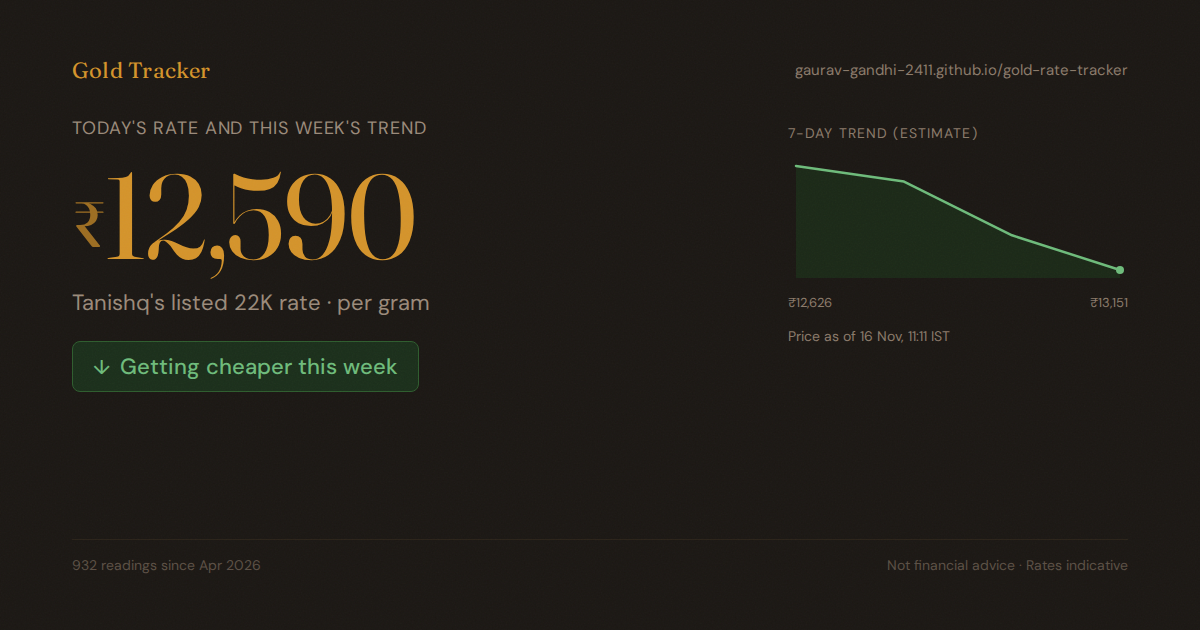 Gold Tracker
gaurav-gandhi-2411.github.io/gold-rate-tracker
TODAY'S RATE AND THIS WEEK'S TREND
₹12,590
Tanishq's listed 22K rate · per gram
↓ Getting cheaper this week
7-DAY TREND (ESTIMATE)
₹12,626 ₹13,151
Price as of 16 Nov, 11:11 IST
932 readings since Apr 2026
Not financial advice · Rates indicative